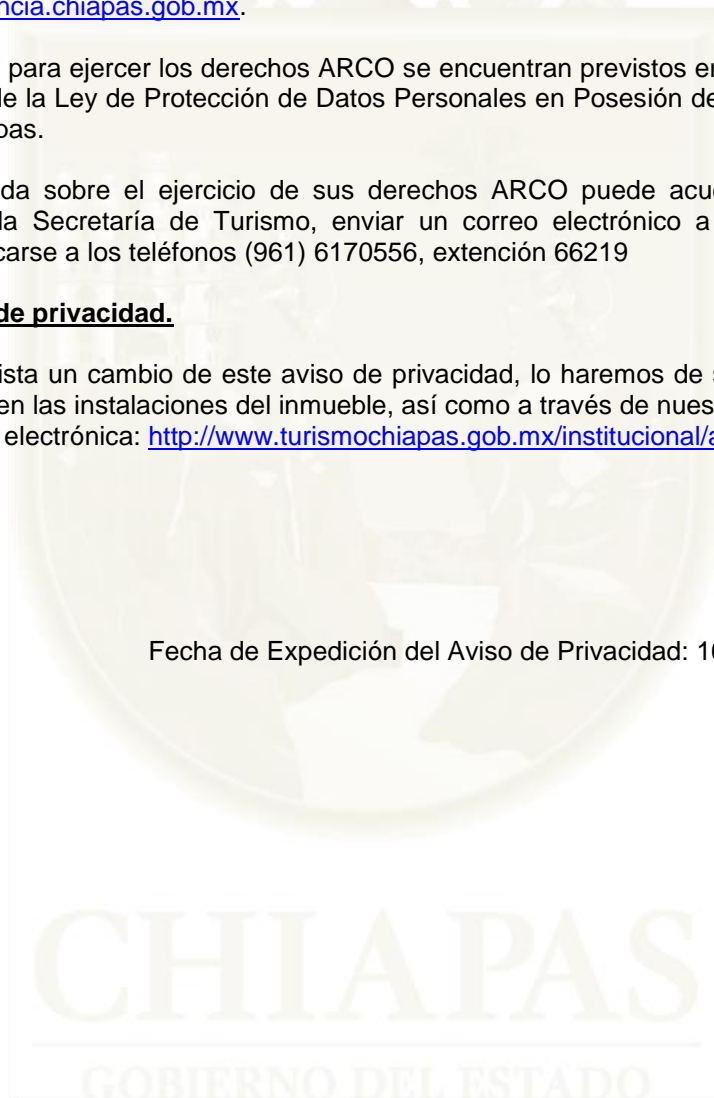 ncia.chiapas.gob.mx.
para ejercer los derechos ARCO se encuentran previstos en
de la Ley de Protección de Datos Personales en Posesión de
pas.
da sobre el ejercicio de sus derechos ARCO puede acu
la Secretaría de Turismo, enviar un correo electrónico a
carse a los teléfonos (961) 6170556, extención 66219
de privacidad.
ista un cambio de este aviso de privacidad, lo haremos de
en las instalaciones del inmueble, así como a través de nues
electrónica: http://www.turismochiapas.gob.mx/institucional/a
Fecha de Expedición del Aviso de Privacidad: 1
CHIAPAS
GOBIERNO DEL ESTADO